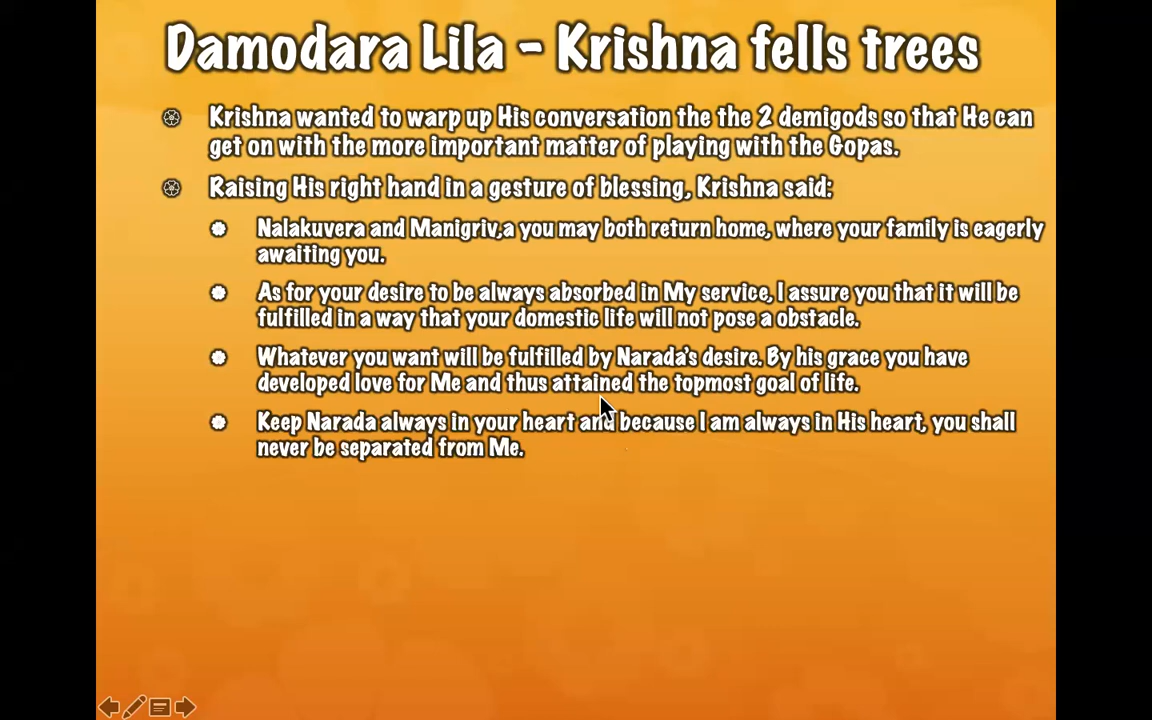 Damodara Lila - Krishna fells trees
Krishna wanted to warp up His conversation the the 2 demigods so that He can
get on with the more important matter of playing with the Gopas.
Raising His right hand in a gesture of blessing, Krishna said:
Nalakuvera and Manigriv,a you may both return home, where your family is eagerly
awaiting you.
As for your desire to be always absorbed in My service, I assure you that it will be
fulfilled in a way that your domestic life will not pose a obstacle.
Whatever you want will be fulfilled by Narada's desire. By his grace you have
developed love for Me and thus attained the topmost goal of life.
Keep Narada always in your heart and because I am always in His heart, you shall
never be separated from Me.